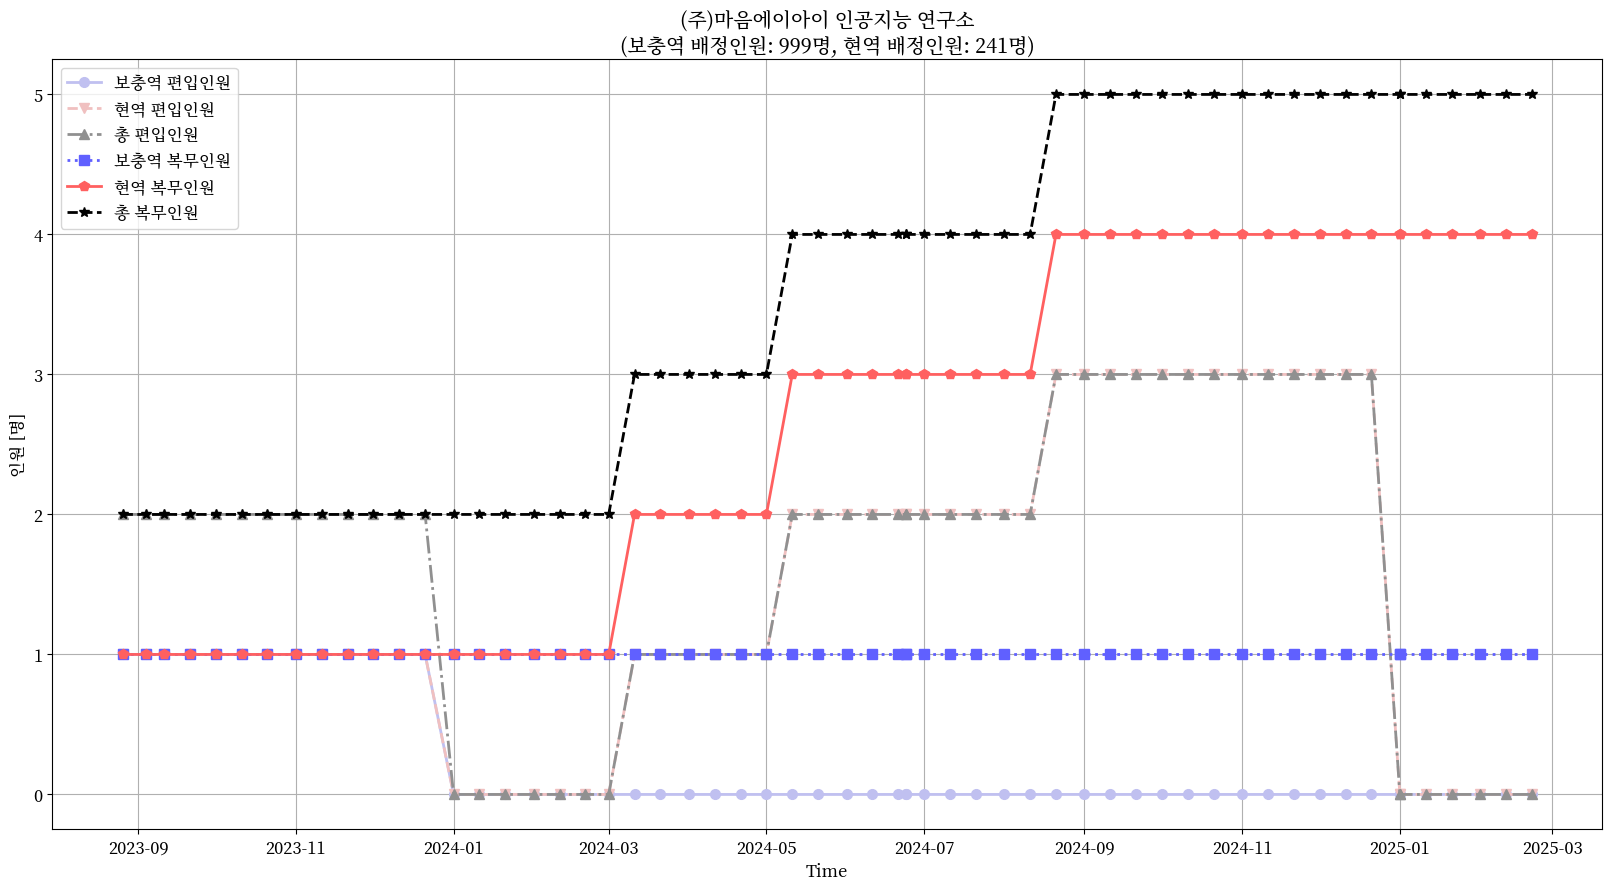 (주)마음에이아이 인공지능 연구소
(보충역 배정인원: 999명, 현역 배정인원: 241명)
보충역 편입인원
현역 편입인원
총 편입인원
보충역 복무인원
현역 복무인원
총 복무인원
인원 [명]
5
4
3
2
1
0
2023-09 2023-11 2024-01 2024-03 2024-05 2024-07 2024-09 2024-11 2025-01 2025-03
Time